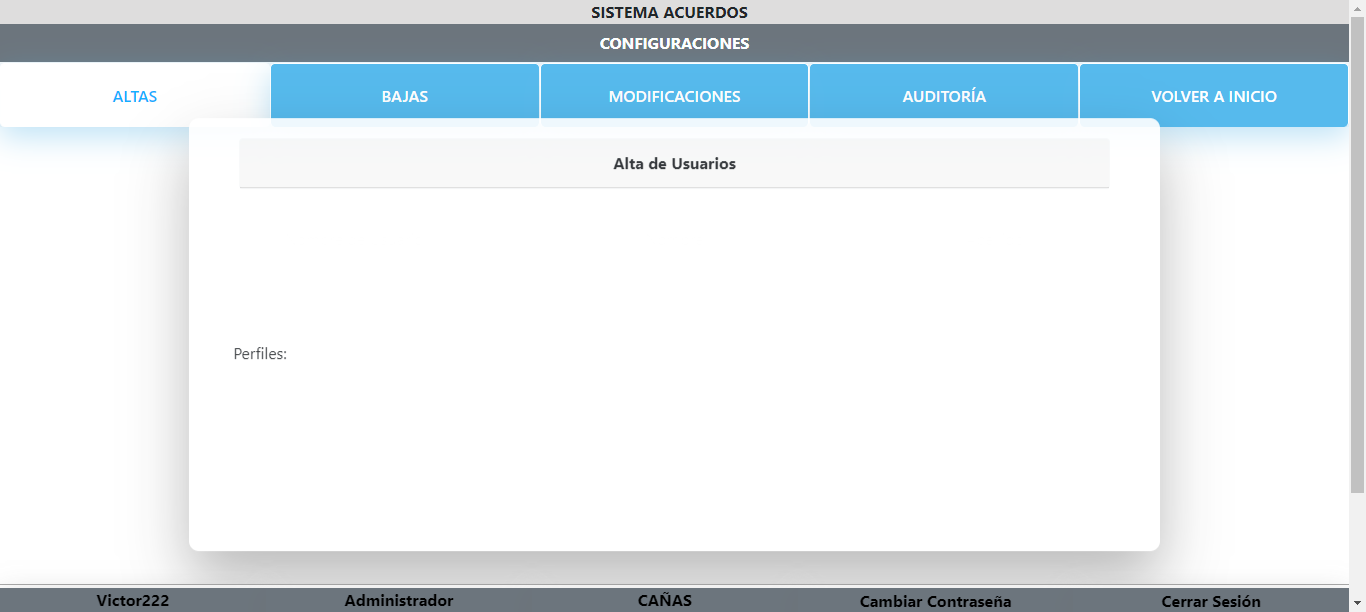 SISTEMA ACUERDOS
CONFIGURACIONES
ALTAS BAJAS MODIFICACIONES AUDITORÍA VOLVER A INICIO
Alta de Usuarios
Perfiles:
Victor222 Administrador CAÑAS Cambiar Contraseña Cerrar Sesión